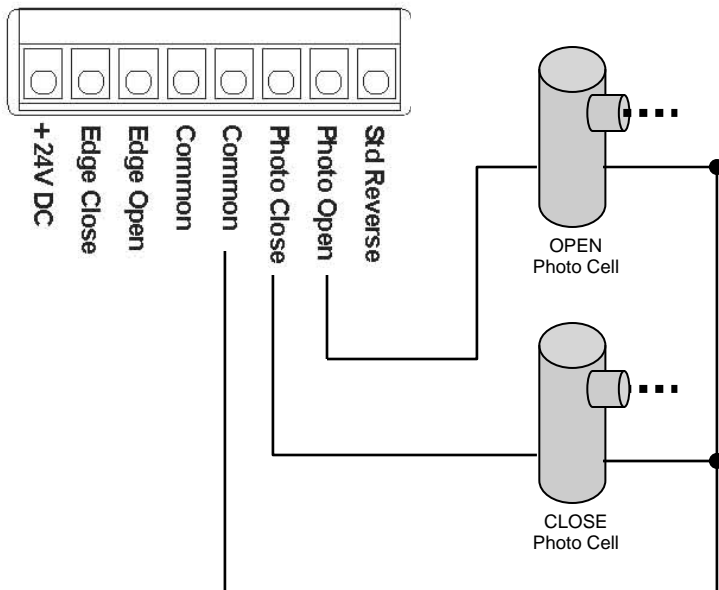 +24V DC
Edge Close
Edge Open
Common
Common
Photo Close
Photo Open
Std Reverse
OPEN
Photo Cell
CLOSE
Photo Cell